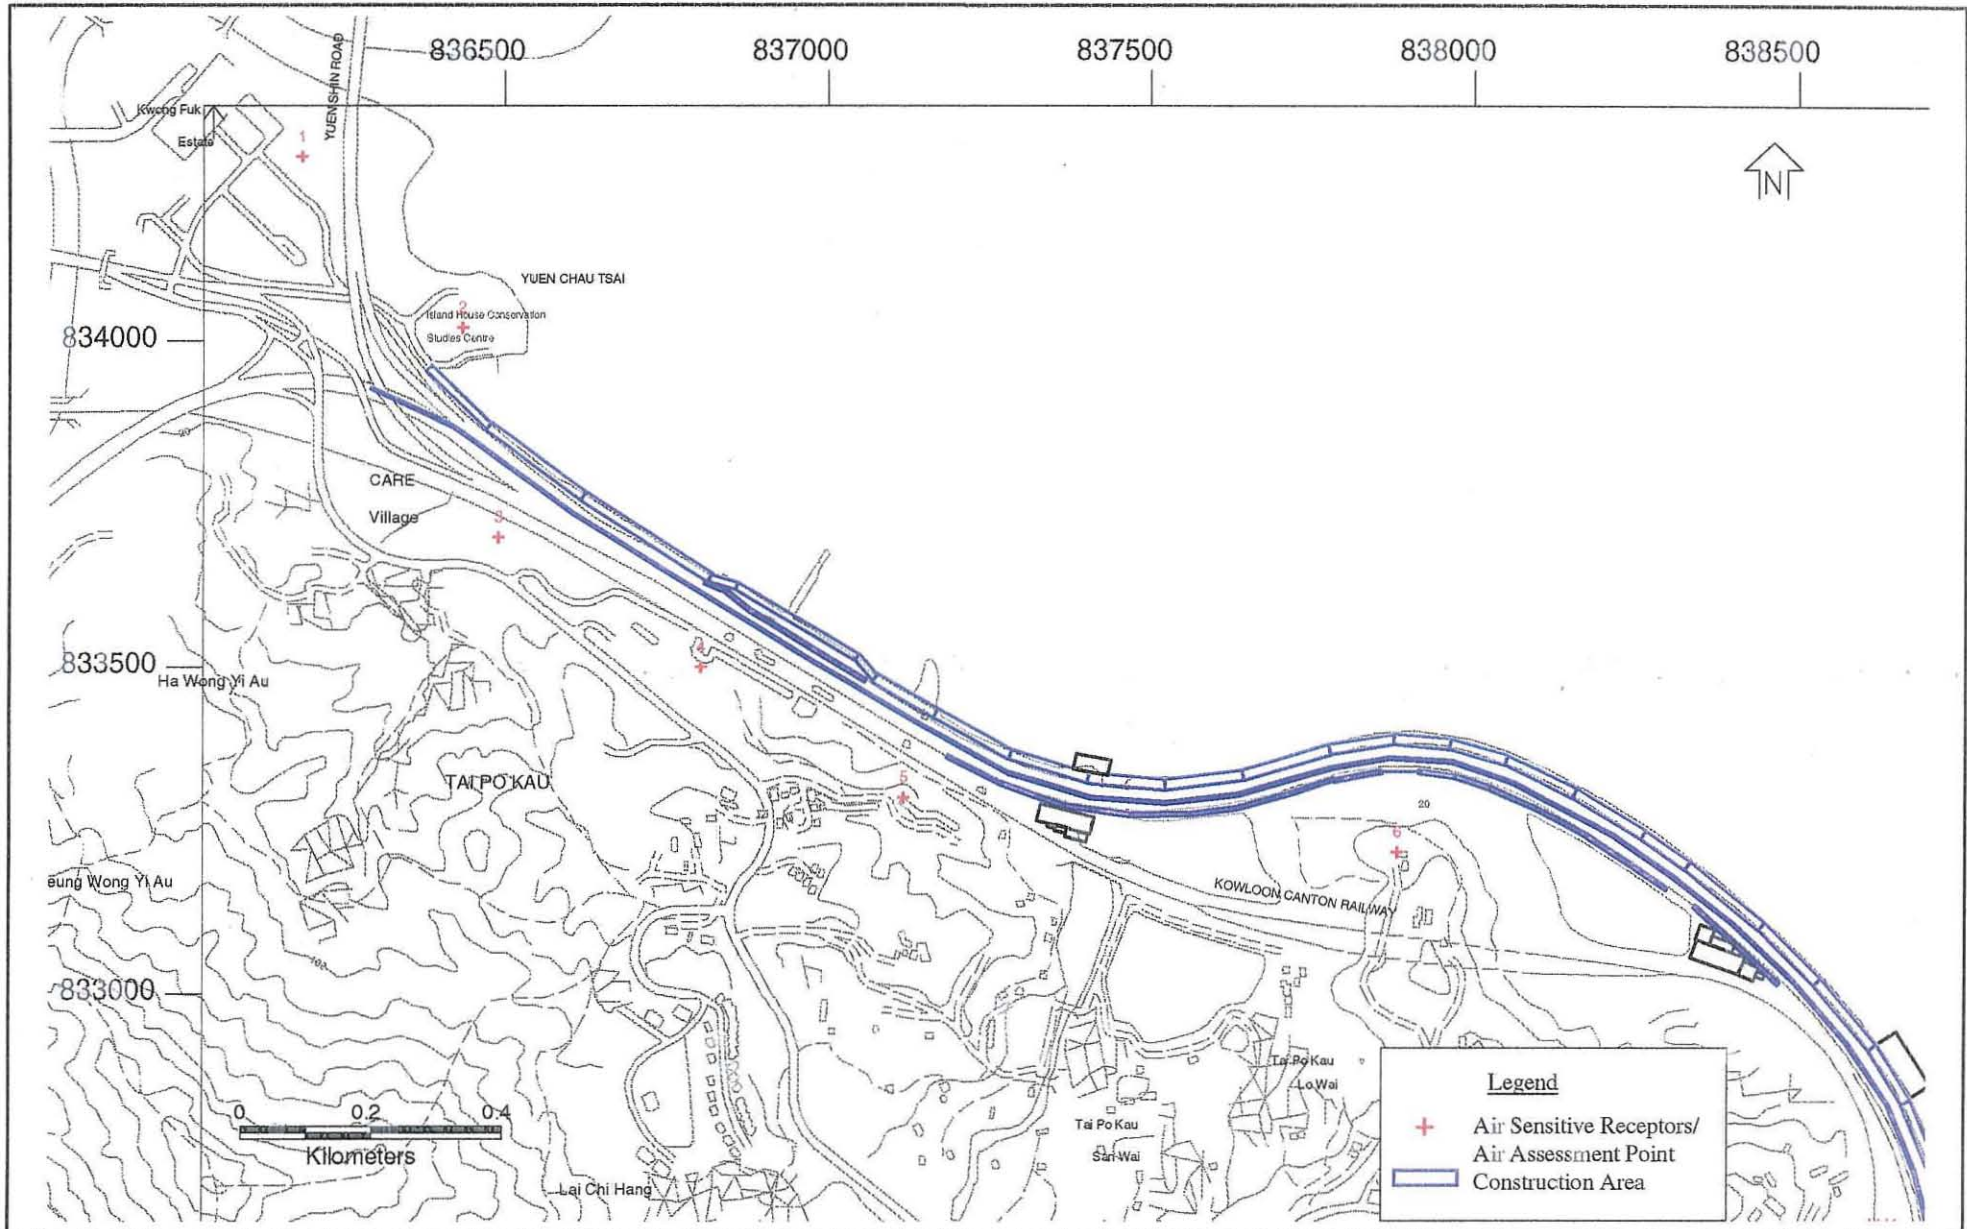 836500
837000
837500
838000
838500
YUEN SHIN ROAD
Kwong Fuk
Estate
1
N
YUEN CHAU TSAI
2
Island House Conservation
Studies Centre
834000
20
CARE
Village
3
4
833500
Ha Wong Yi Au
TAI PO KAU
5
20
6
eung Wong Yi Au
KOWLOON CANTON RAILWAY
833000
Tai Po Kau
Lo Wai
Legend
0 0.2 0.4
Kilometers
Tai Po Kau
San Wai
Air Sensitive Receptors/
Air Assessment Point
Construction Area
Lai Chi Hang